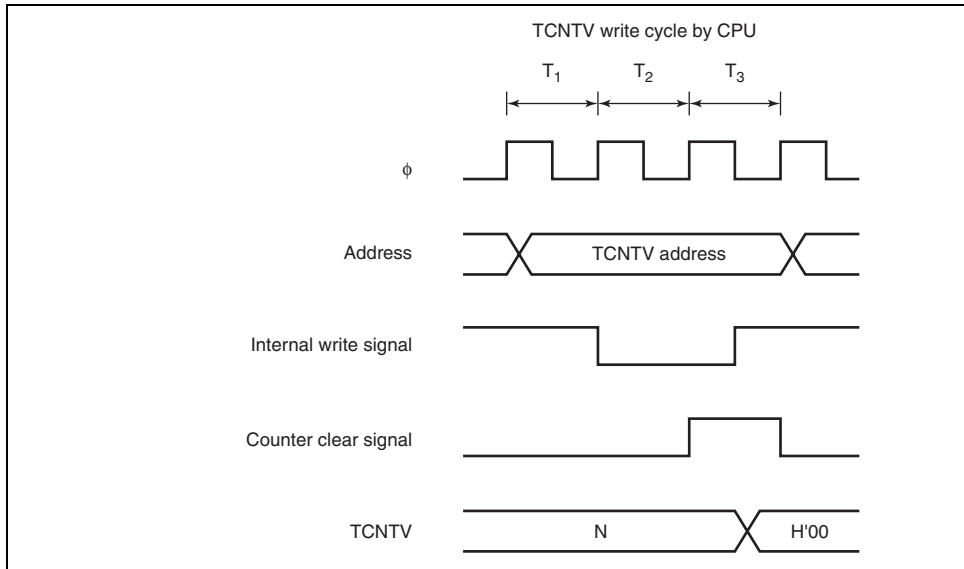 TCNTV write cycle by CPU
T1 T2 T3
ϕ
Address TCNTV address
Internal write signal
Counter clear signal
TCNTV N H'00